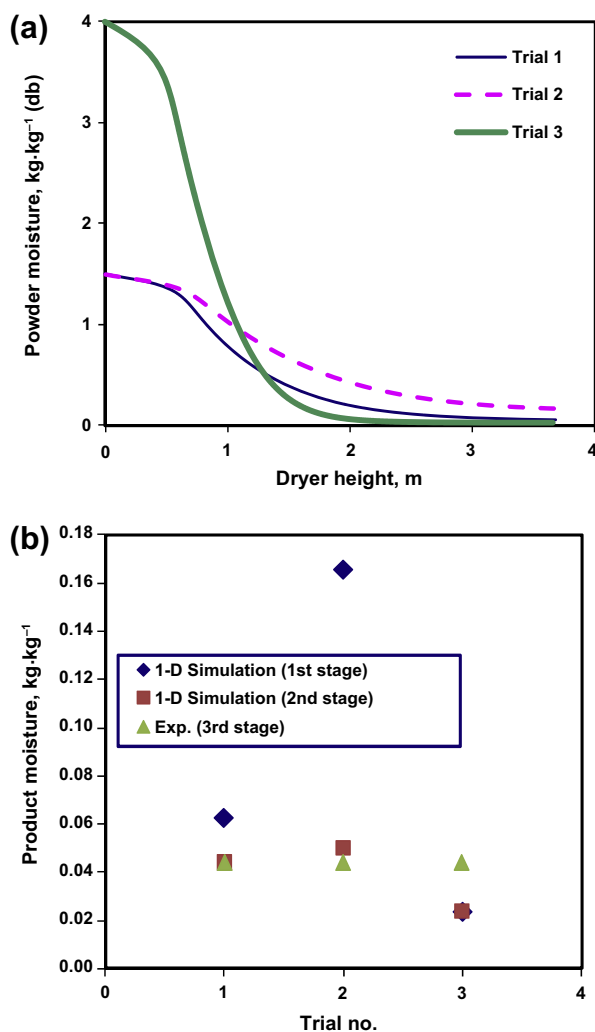 (a)
4
3
2
1
0
Powder moisture, kg·kg⁻¹ (db)
Trial 1
Trial 2
Trial 3
0 1 2 3 4
Dryer height, m
(b)
0.18
0.16
0.14
0.12
0.10
0.08
0.06
0.04
0.02
0.00
Product moisture, kg·kg⁻¹
1-D Simulation (1st stage)
1-D Simulation (2nd stage)
Exp. (3rd stage)
0 1 2 3 4
Trial no.